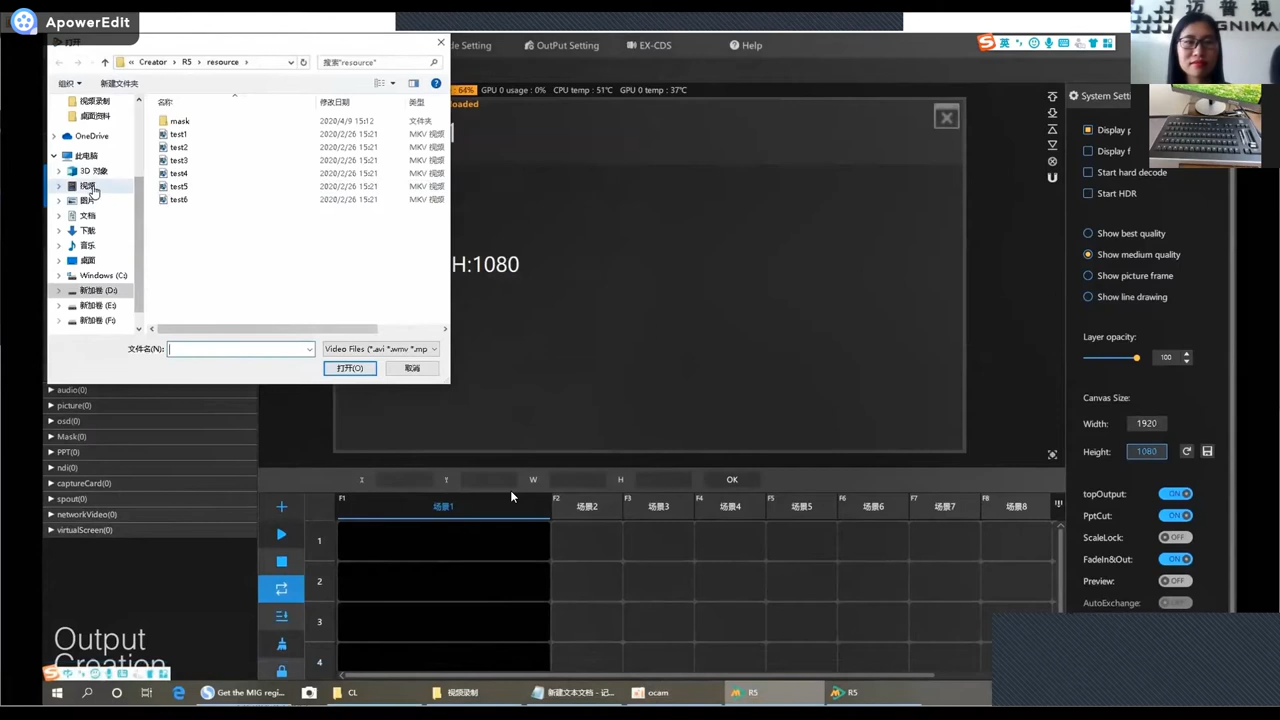 ApowerEdit
迈普视
打开
de Setting
OutPut Setting
EX-CDS
Help
英
Creator
R5
resource
搜索"resource"
组织
新建文件夹
64%
GPU 0 usage : 0%
CPU temp : 51℃
GPU 0 temp : 37℃
loaded
视频录制
桌面资料
OneDrive
此电脑
3D 对象
视频
图片
文档
下载
音乐
桌面
Windows (C:)
新加卷 (D:)
新加卷 (E:)
新加卷 (F:)
名称
修改日期
类型
mask
2020/4/9 15:12
文件夹
test1
2020/2/26 15:21
MKV 视频
test2
2020/2/26 15:21
MKV 视频
test3
2020/2/26 15:21
MKV 视频
test4
2020/2/26 15:21
MKV 视频
test5
2020/2/26 15:21
MKV 视频
test6
2020/2/26 15:21
MKV 视频
文件名(N):
Video Files (*.avi *.wmv *.mp
打开(O)
取消
H:1080
System Setti
Display p
Display f
Start hard decode
Start HDR
Show best quality
Show medium quality
Show picture frame
Show line drawing
Layer opacity:
100
Canvas Size:
Width:
1920
Height:
1080
topOutput:
ON
PptCut:
ON
ScaleLock:
OFF
FadeIn&Out:
ON
Preview:
OFF
AutoExchange:
OFF
audio(0)
picture(0)
osd(0)
Mask(0)
PPT(0)
ndi(0)
captureCard(0)
spout(0)
networkVideo(0)
virtualScreen(0)
X
Y
W
H
OK
F1
场景1
F2
场景2
F3
场景3
F4
场景4
F5
场景5
F6
场景6
F7
场景7
F8
场景8
1
2
3
4
Output
Creation
Get the MIG regi...
CL
视频录制
新建文本文档 - 记...
ocam
R5
R5